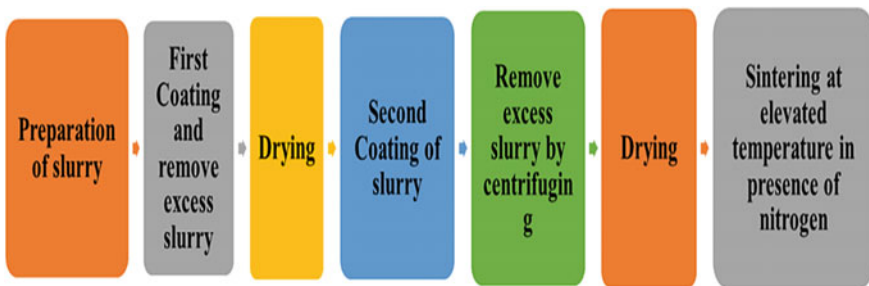 Preparation
of slurry
First
Coating
and
remove
excess
slurry
Drying
Second
Coating of
slurry
Remove
excess
slurry by
centrifugin
g
Drying
Sintering at
elevated
temperature in
presence of
nitrogen